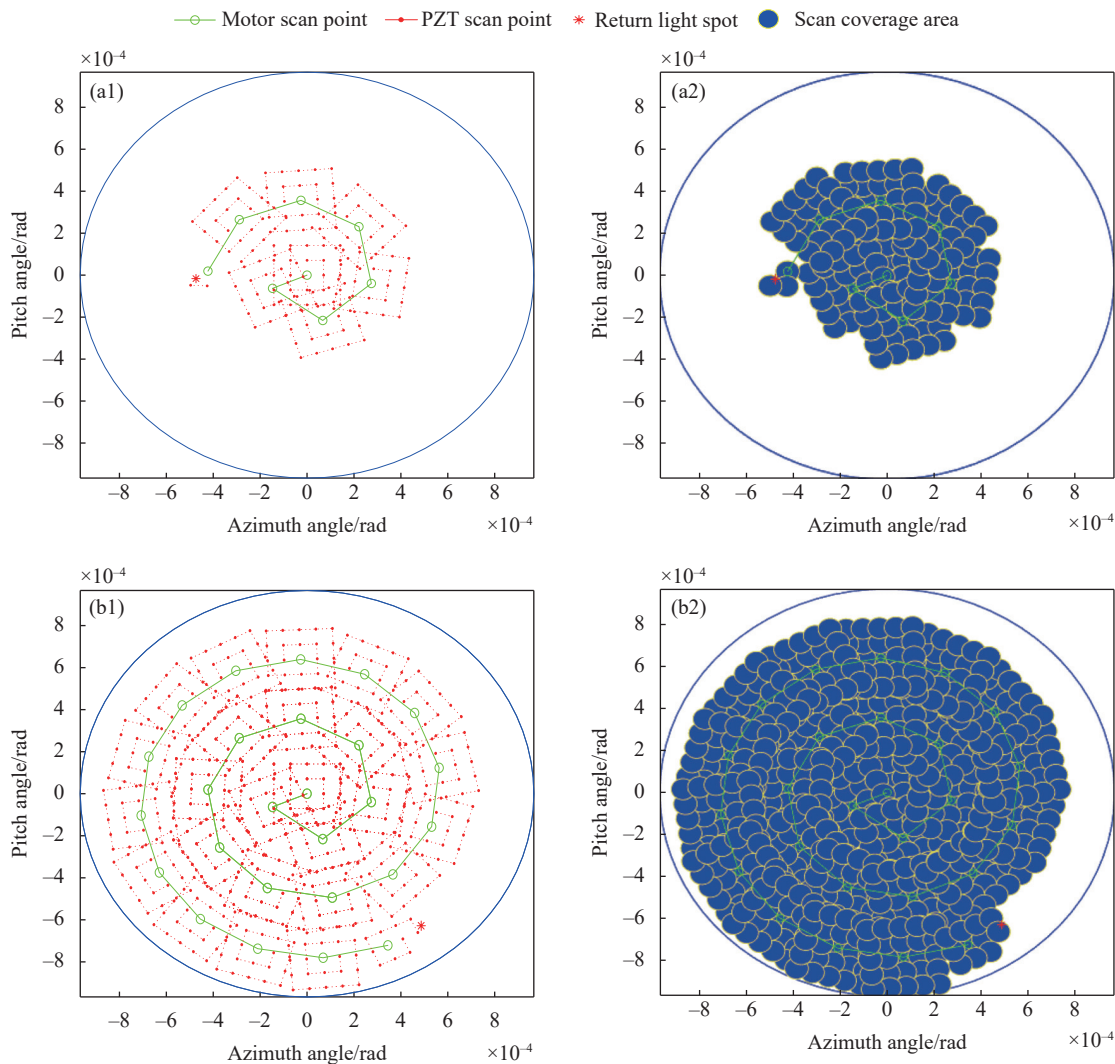 Motor scan point PZT scan point Return light spot Scan coverage area
×10⁻⁴ ×10⁻⁴
(a1) (a2)
8 8
6 6
4 4
2 2
0 0
–2 –2
–4 –4
–6 –6
–8 –8
Pitch angle/rad Pitch angle/rad
–8 –6 –4 –2 0 2 4 6 8 –8 –6 –4 –2 0 2 4 6 8
Azimuth angle/rad ×10⁻⁴ Azimuth angle/rad ×10⁻⁴
×10⁻⁴ ×10⁻⁴
(b1) (b2)
8 8
6 6
4 4
2 2
0 0
–2 –2
–4 –4
–6 –6
–8 –8
Pitch angle/rad Pitch angle/rad
–8 –6 –4 –2 0 2 4 6 8 –8 –6 –4 –2 0 2 4 6 8
Azimuth angle/rad ×10⁻⁴ Azimuth angle/rad ×10⁻⁴